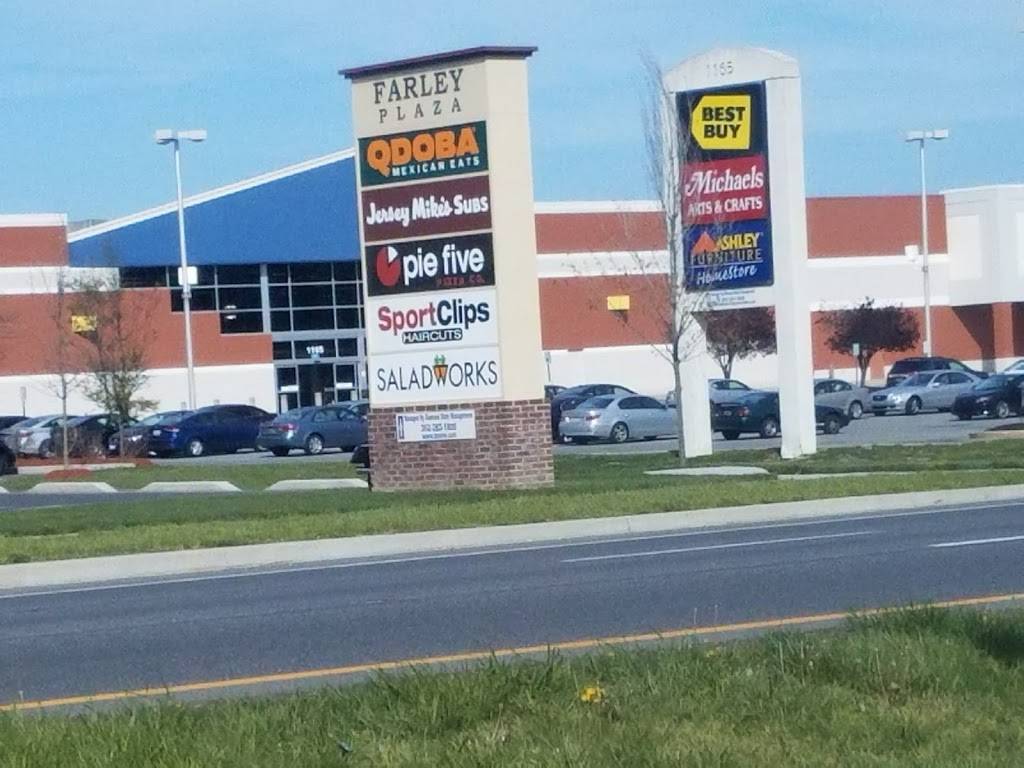 FARLEY
PLAZA
QDOBA
MEXICAN EATS
Jersey Mike's SUBS
pie five
PIZZA CO.
SportClips
HAIRCUTS
SALADWORKS
1165
BEST
BUY
Michaels
ARTS & CRAFTS
ASHLEY
FURNITURE
HomeStore
1165